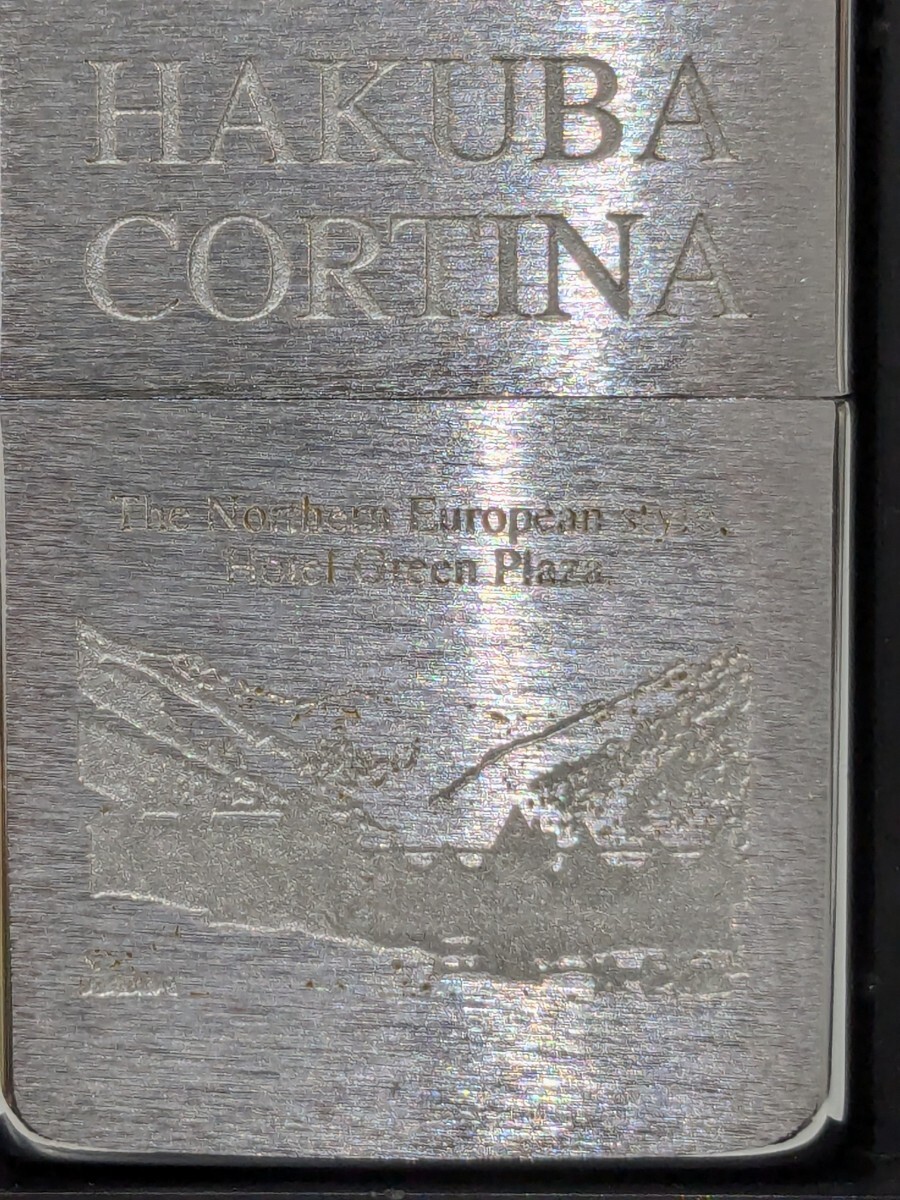 HAKUBA
CORTINA
The Northern European style,
Hotel Green Plaza.